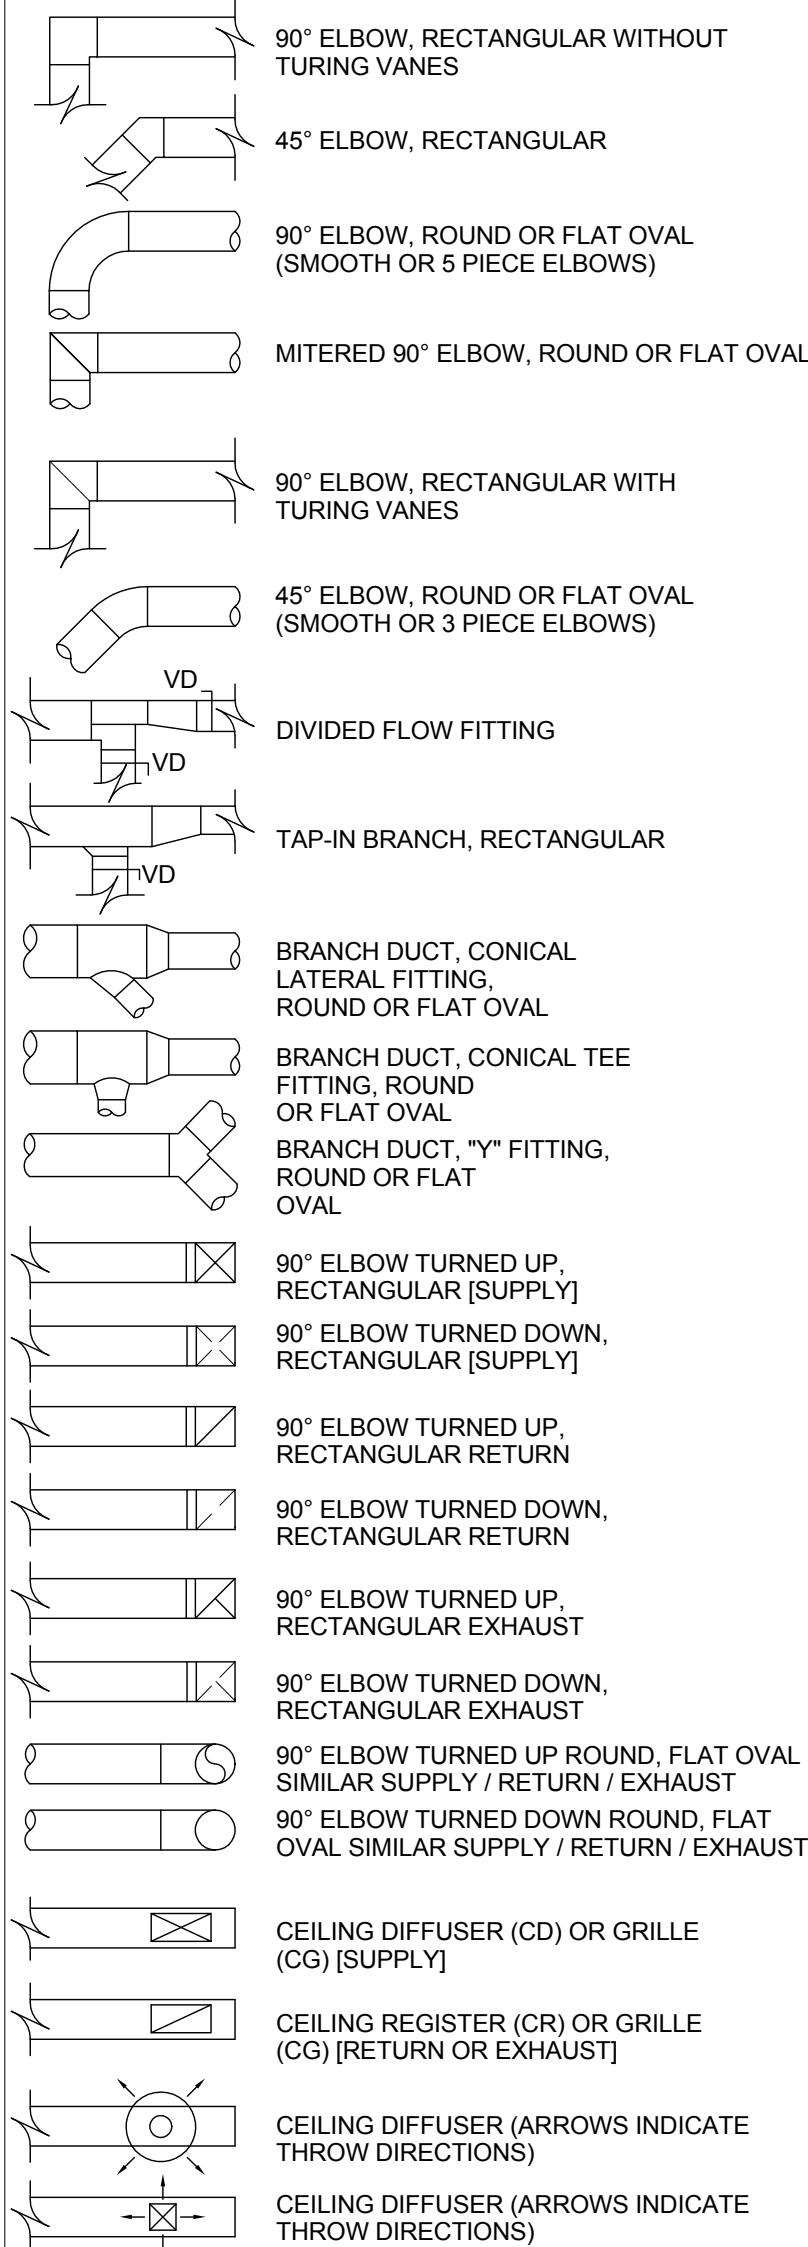 90° ELBOW, RECTANGULAR WITHOUT
TURING VANES
45° ELBOW, RECTANGULAR
90° ELBOW, ROUND OR FLAT OVAL
(SMOOTH OR 5 PIECE ELBOWS)
MITERED 90° ELBOW, ROUND OR FLAT OVAL
90° ELBOW, RECTANGULAR WITH
TURING VANES
45° ELBOW, ROUND OR FLAT OVAL
(SMOOTH OR 3 PIECE ELBOWS)
VD
DIVIDED FLOW FITTING
VD
TAP-IN BRANCH, RECTANGULAR
VD
BRANCH DUCT, CONICAL
LATERAL FITTING,
ROUND OR FLAT OVAL
BRANCH DUCT, CONICAL TEE
FITTING, ROUND
OR FLAT OVAL
BRANCH DUCT, "Y" FITTING,
ROUND OR FLAT
OVAL
90° ELBOW TURNED UP,
RECTANGULAR [SUPPLY]
90° ELBOW TURNED DOWN,
RECTANGULAR [SUPPLY]
90° ELBOW TURNED UP,
RECTANGULAR RETURN
90° ELBOW TURNED DOWN,
RECTANGULAR RETURN
90° ELBOW TURNED UP,
RECTANGULAR EXHAUST
90° ELBOW TURNED DOWN,
RECTANGULAR EXHAUST
90° ELBOW TURNED UP ROUND, FLAT OVAL
SIMILAR SUPPLY / RETURN / EXHAUST
90° ELBOW TURNED DOWN ROUND, FLAT
OVAL SIMILAR SUPPLY / RETURN / EXHAUST
CEILING DIFFUSER (CD) OR GRILLE
(CG) [SUPPLY]
CEILING REGISTER (CR) OR GRILLE
(CG) [RETURN OR EXHAUST]
CEILING DIFFUSER (ARROWS INDICATE
THROW DIRECTIONS)
CEILING DIFFUSER (ARROWS INDICATE
THROW DIRECTIONS)